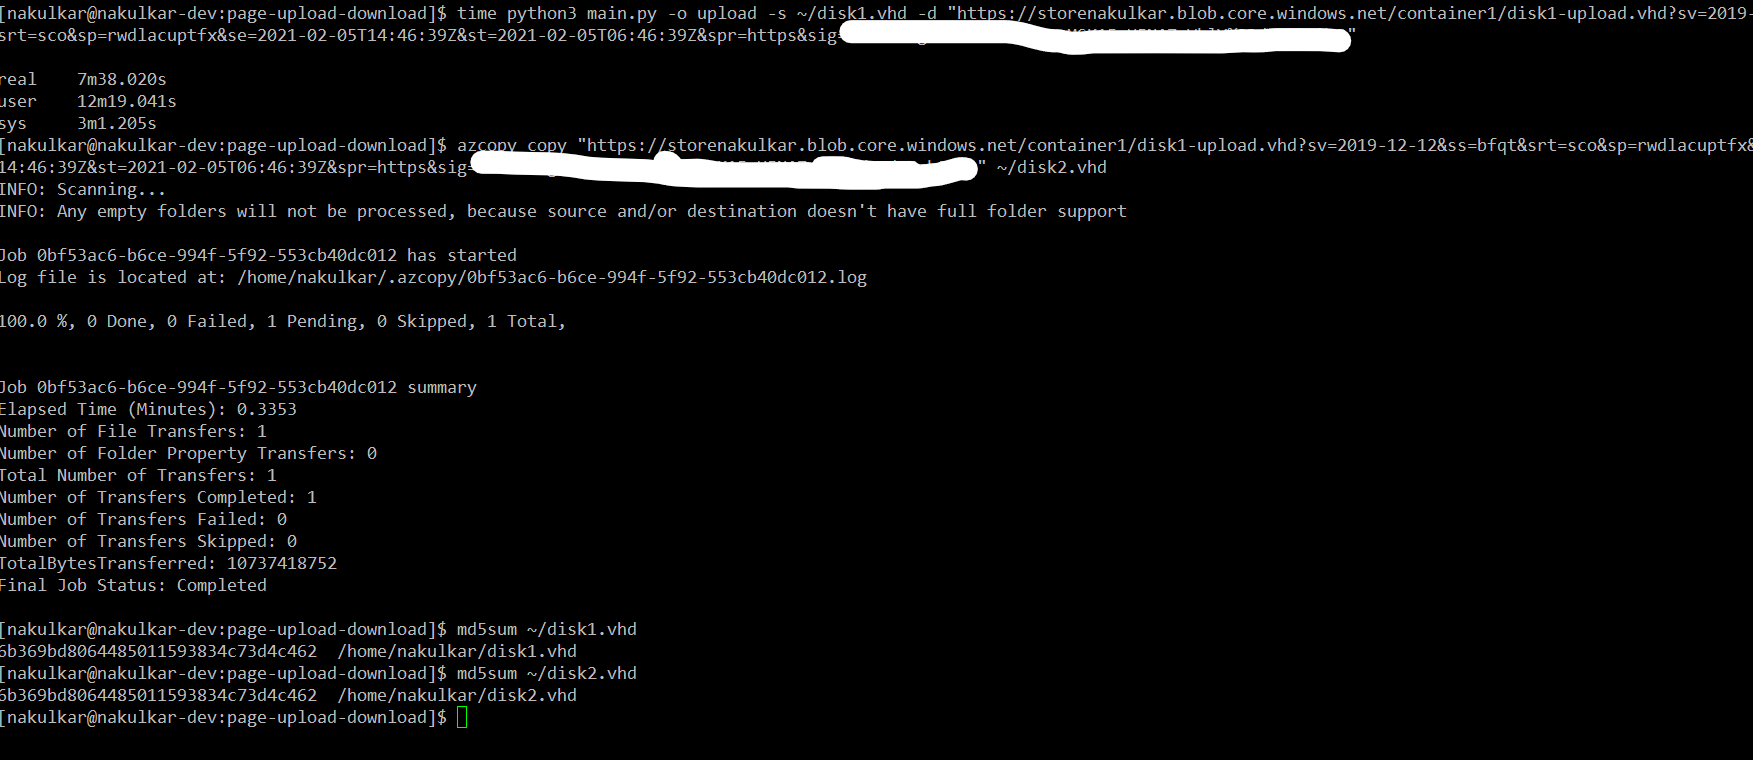 [nakulkar@nakulkar-dev:page-upload-download]$ time python3 main.py -o upload -s ~/disk1.vhd -d "https://storenakulkar.blob.core.windows.net/container1/disk1-upload.vhd?sv=2019-
srt=sco&sp=rwdlacuptfx&se=2021-02-05T14:46:39Z&st=2021-02-05T06:46:39Z&spr=https&sig= "
real 7m38.020s
user 12m19.041s
sys 3m1.205s
[nakulkar@nakulkar-dev:page-upload-download]$ azcopy copy "https://storenakulkar.blob.core.windows.net/container1/disk1-upload.vhd?sv=2019-12-12&ss=bfqt&srt=sco&sp=rwdlacuptfx&
14:46:39Z&st=2021-02-05T06:46:39Z&spr=https&sig= " ~/disk2.vhd
INFO: Scanning...
INFO: Any empty folders will not be processed, because source and/or destination doesn't have full folder support
Job 0bf53ac6-b6ce-994f-5f92-553cb40dc012 has started
Log file is located at: /home/nakulkar/.azcopy/0bf53ac6-b6ce-994f-5f92-553cb40dc012.log
100.0 %, 0 Done, 0 Failed, 1 Pending, 0 Skipped, 1 Total,
Job 0bf53ac6-b6ce-994f-5f92-553cb40dc012 summary
Elapsed Time (Minutes): 0.3353
Number of File Transfers: 1
Number of Folder Property Transfers: 0
Total Number of Transfers: 1
Number of Transfers Completed: 1
Number of Transfers Failed: 0
Number of Transfers Skipped: 0
TotalBytesTransferred: 10737418752
Final Job Status: Completed
[nakulkar@nakulkar-dev:page-upload-download]$ md5sum ~/disk1.vhd
6b369bd8064485011593834c73d4c462 /home/nakulkar/disk1.vhd
[nakulkar@nakulkar-dev:page-upload-download]$ md5sum ~/disk2.vhd
6b369bd8064485011593834c73d4c462 /home/nakulkar/disk2.vhd
[nakulkar@nakulkar-dev:page-upload-download]$